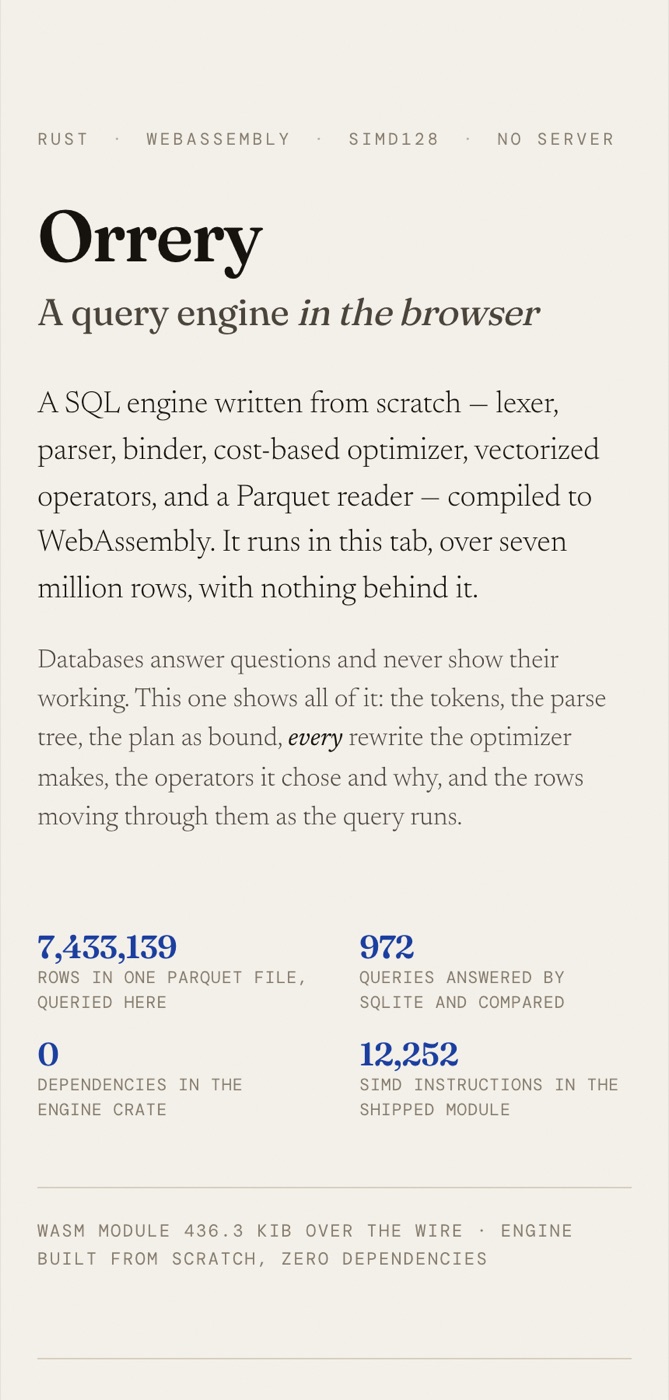 RUST · WEBASSEMBLY · SIMD128 · NO SERVER
Orrery
A query engine in the browser
A SQL engine written from scratch — lexer,
parser, binder, cost-based optimizer, vectorized
operators, and a Parquet reader — compiled to
WebAssembly. It runs in this tab, over seven
million rows, with nothing behind it.
Databases answer questions and never show their
working. This one shows all of it: the tokens, the parse
tree, the plan as bound, every rewrite the optimizer
makes, the operators it chose and why, and the rows
moving through them as the query runs.
7,433,139
ROWS IN ONE PARQUET FILE,
QUERIED HERE
972
QUERIES ANSWERED BY
SQLITE AND COMPARED
0
DEPENDENCIES IN THE
ENGINE CRATE
12,252
SIMD INSTRUCTIONS IN THE
SHIPPED MODULE
WASM MODULE 436.3 KIB OVER THE WIRE · ENGINE
BUILT FROM SCRATCH, ZERO DEPENDENCIES